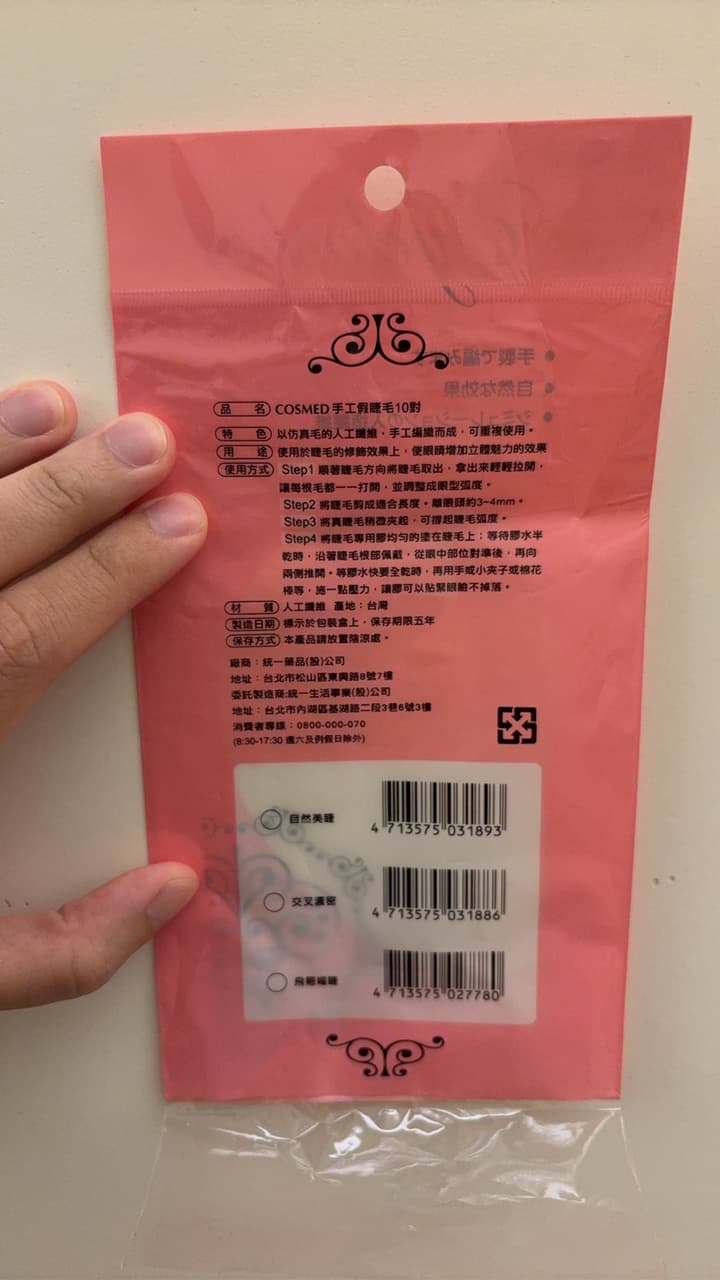 手製で編みます
自然な効果
品 名 COSMED 手工假睫毛10對
特 色 以仿真毛的人工纖維，手工編織而成，可重複使用。
用 途 使用於睫毛的修飾效果上，使眼睛增加立體魅力的效果
使用方式 Step1 順著睫毛方向將睫毛取出，拿出來輕輕拉開，
讓每根毛都一一打開，並調整成眼型弧度。
Step2 將睫毛剪成適合長度。離眼頭約3~4mm。
Step3 將真睫毛稍微夾起，可撐起睫毛弧度。
Step4 將睫毛專用膠均勻的塗在睫毛上；等待膠水半
乾時，沿著睫毛根部佩戴，從眼中部位對準後，再向
兩側推開。等膠水快要全乾時，再用手或小夾子或棉花
棒等，施一點壓力，讓膠可以貼緊眼瞼不掉落。
材 質 人工纖維 產地：台灣
製造日期 標示於包裝盒上，保存期限五年
保存方式 本產品請放置陰涼處。
廠商：統一藥品(股)公司
地址：台北市松山區東興路8號7樓
委託製造商:統一生活事業(股)公司
地址：台北市內湖區基湖路二段3巷6號3樓
消費者專線：0800-000-070
(8:30-17:30 週六及例假日除外)
自然美睫
4 713575 031893
交叉濃密
4 713575 031886
4 713575 027780